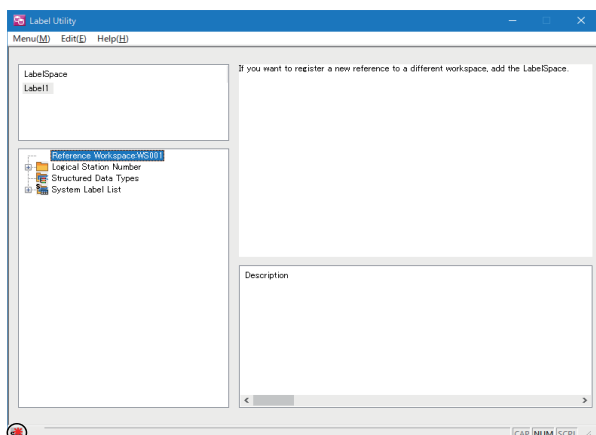 Label Utility
Menu(M) Edit(E) Help(H)
LabelSpace
Label1
If you want to register a new reference to a different workspace, add the LabelSpace.
Reference Workspace:WS001
Logical Station Number
Structured Data Types
System Label List
Description
CAP NUM SCRL